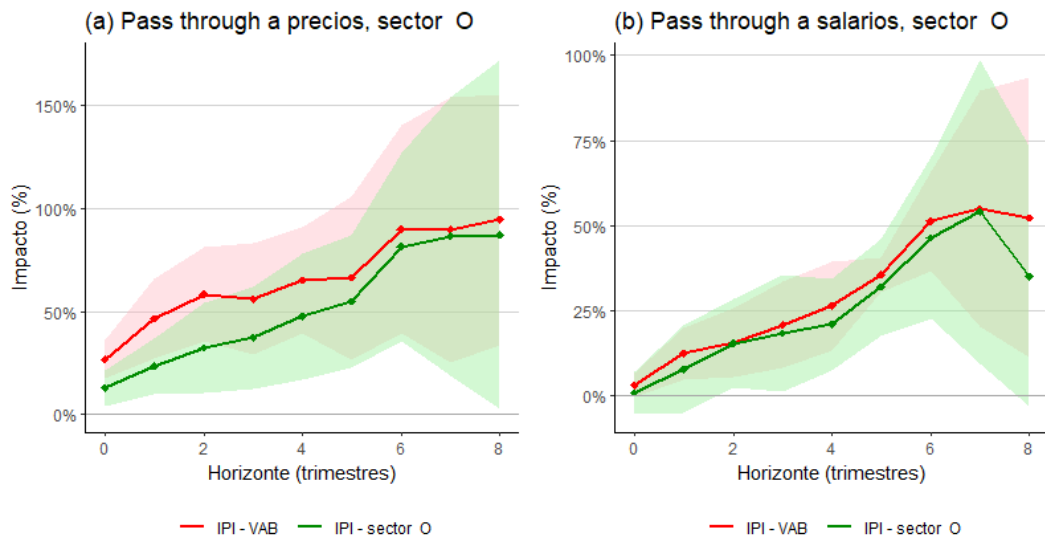 (a) Pass through a precios, sector O
Impacto (%)
150%
100%
50%
0%
0 2 4 6 8
Horizonte (trimestres)
IPI - VAB IPI - sector O
(b) Pass through a salarios, sector O
Impacto (%)
100%
75%
50%
25%
0%
0 2 4 6 8
Horizonte (trimestres)
IPI - VAB IPI - sector O